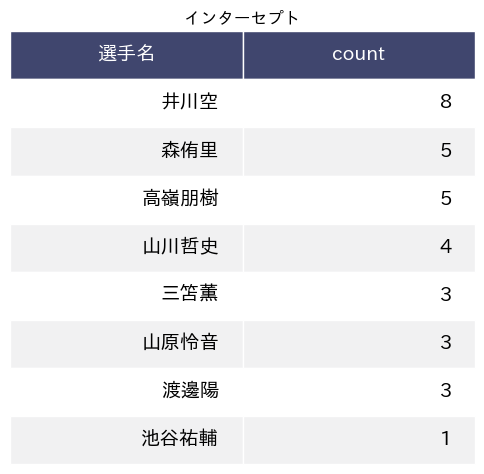 インターセプト
選手名 count
井川空 8
森侑里 5
高嶺朋樹 5
山川哲史 4
三笘薫 3
山原怜音 3
渡邊陽 3
池谷祐輔 1